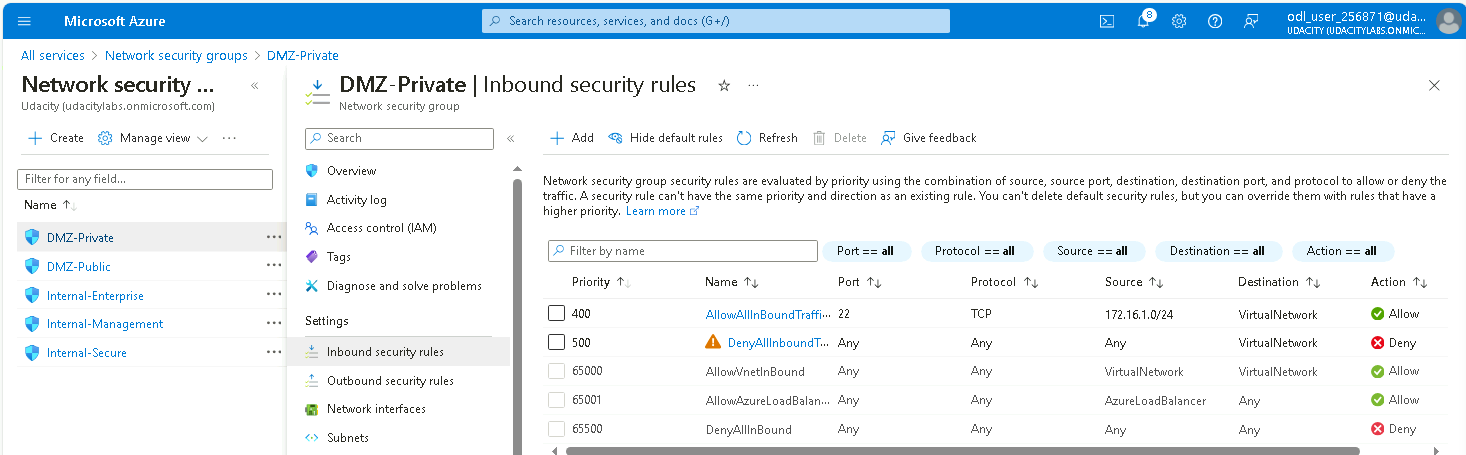 Microsoft Azure
Search resources, services, and docs (G+/)
8
odl_user_256871@uda...
UDACITY (UDACITYLABS.ONMIC...
All services > Network security groups > DMZ-Private
Network security ...
Udacity (udacitylabs.onmicrosoft.com)
Create Manage view ...
Filter for any field...
Name
DMZ-Private
DMZ-Public
Internal-Enterprise
Internal-Management
Internal-Secure
DMZ-Private | Inbound security rules
Network security group
Search
Overview
Activity log
Access control (IAM)
Tags
Diagnose and solve problems
Settings
Inbound security rules
Outbound security rules
Network interfaces
Subnets
Add Hide default rules Refresh Delete Give feedback
Network security group security rules are evaluated by priority using the combination of source, source port, destination, destination port, and protocol to allow or deny the
traffic. A security rule can't have the same priority and direction as an existing rule. You can't delete default security rules, but you can override them with rules that have a
higher priority. Learn more
Filter by name Port == all Protocol == all Source == all Destination == all Action == all
Priority Name Port Protocol Source Destination Action
400 AllowAllInBoundTraffi... 22 TCP 172.16.1.0/24 VirtualNetwork Allow
500 DenyAllInboundT... Any Any Any VirtualNetwork Deny
65000 AllowVnetInBound Any Any VirtualNetwork VirtualNetwork Allow
65001 AllowAzureLoadBalan... Any Any AzureLoadBalancer Any Allow
65500 DenyAllInBound Any Any Any Any Deny